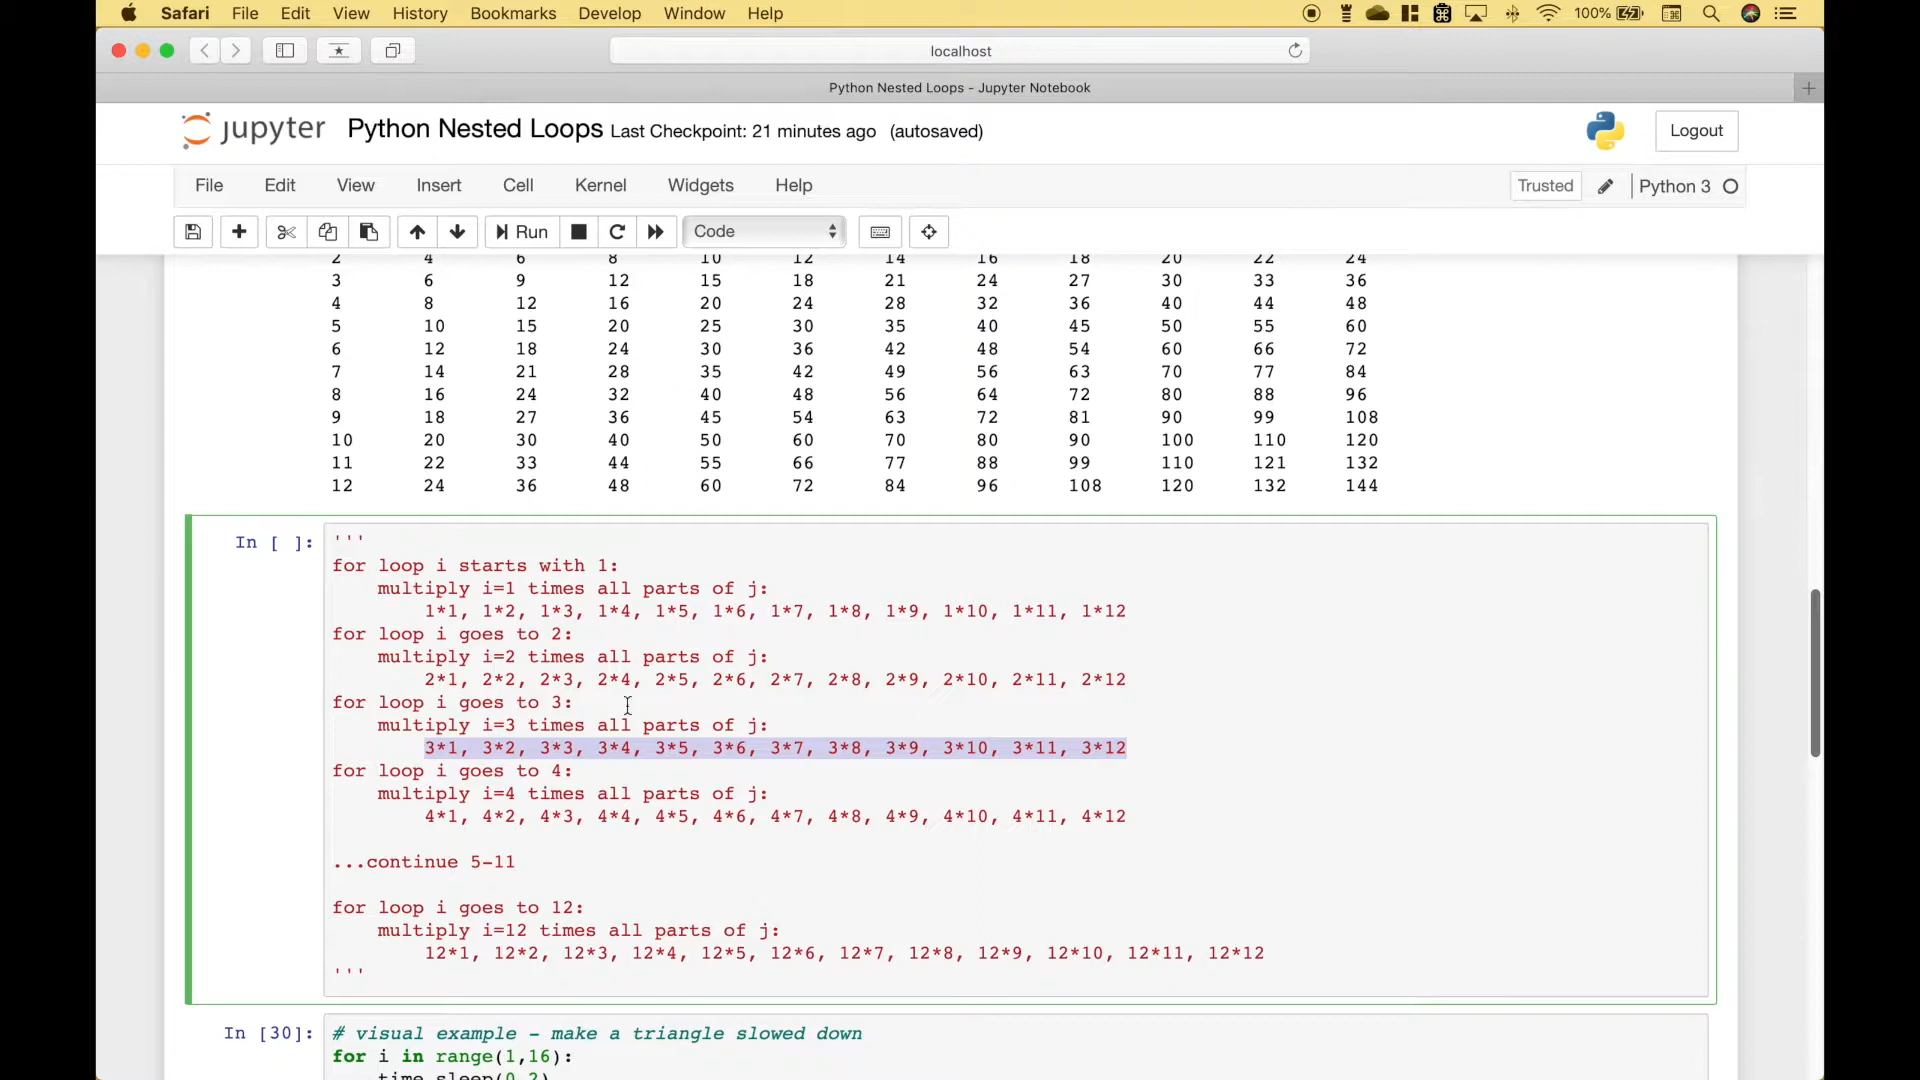 Safari File Edit View History Bookmarks Develop Window Help 100%
localhost
Python Nested Loops - Jupyter Notebook
jupyter Python Nested Loops Last Checkpoint: 21 minutes ago (autosaved) Logout
File Edit View Insert Cell Kernel Widgets Help Trusted Python 3
Run Code
2 4 6 8 10 12 14 16 18 20 22 24
3 6 9 12 15 18 21 24 27 30 33 36
4 8 12 16 20 24 28 32 36 40 44 48
5 10 15 20 25 30 35 40 45 50 55 60
6 12 18 24 30 36 42 48 54 60 66 72
7 14 21 28 35 42 49 56 63 70 77 84
8 16 24 32 40 48 56 64 72 80 88 96
9 18 27 36 45 54 63 72 81 90 99 108
10 20 30 40 50 60 70 80 90 100 110 120
11 22 33 44 55 66 77 88 99 110 121 132
12 24 36 48 60 72 84 96 108 120 132 144
In [ ]: '''
for loop i starts with 1:
multiply i=1 times all parts of j:
1*1, 1*2, 1*3, 1*4, 1*5, 1*6, 1*7, 1*8, 1*9, 1*10, 1*11, 1*12
for loop i goes to 2:
multiply i=2 times all parts of j:
2*1, 2*2, 2*3, 2*4, 2*5, 2*6, 2*7, 2*8, 2*9, 2*10, 2*11, 2*12
for loop i goes to 3:
multiply i=3 times all parts of j:
3*1, 3*2, 3*3, 3*4, 3*5, 3*6, 3*7, 3*8, 3*9, 3*10, 3*11, 3*12
for loop i goes to 4:
multiply i=4 times all parts of j:
4*1, 4*2, 4*3, 4*4, 4*5, 4*6, 4*7, 4*8, 4*9, 4*10, 4*11, 4*12
...continue 5-11
for loop i goes to 12:
multiply i=12 times all parts of j:
12*1, 12*2, 12*3, 12*4, 12*5, 12*6, 12*7, 12*8, 12*9, 12*10, 12*11, 12*12
'''
In [30]: # visual example - make a triangle slowed down
for i in range(1,16):
time.sleep(0.2)